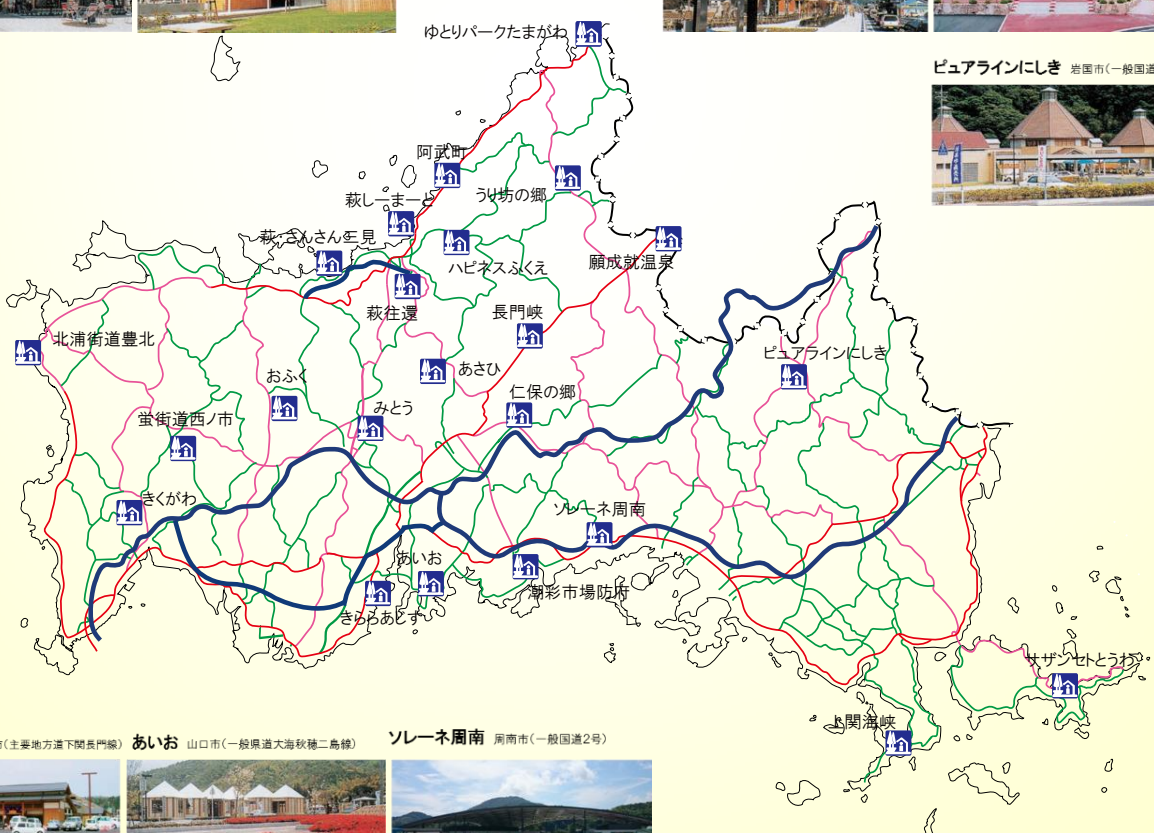 ゆとりパークたまがわ
ピュアラインにしき 岩国市(一般国道
阿武町
うり坊の郷
萩しーまーと
萩・さんさん三見
ハピネスふくえ
願成就温泉
萩往還
長門峡
北浦街道豊北
ピュアラインにしき
あさひ
おふく
仁保の郷
みとう
蛍街道西ノ市
きくがわ
ソレーネ周南
あいお
潮彩市場防府
きららあじす
サザンセトとうわ
上関海峡
市(主要地方道下関長門線)
あいお 山口市(一般県道大海秋穂二島線)
ソレーネ周南 周南市(一般国道2号)